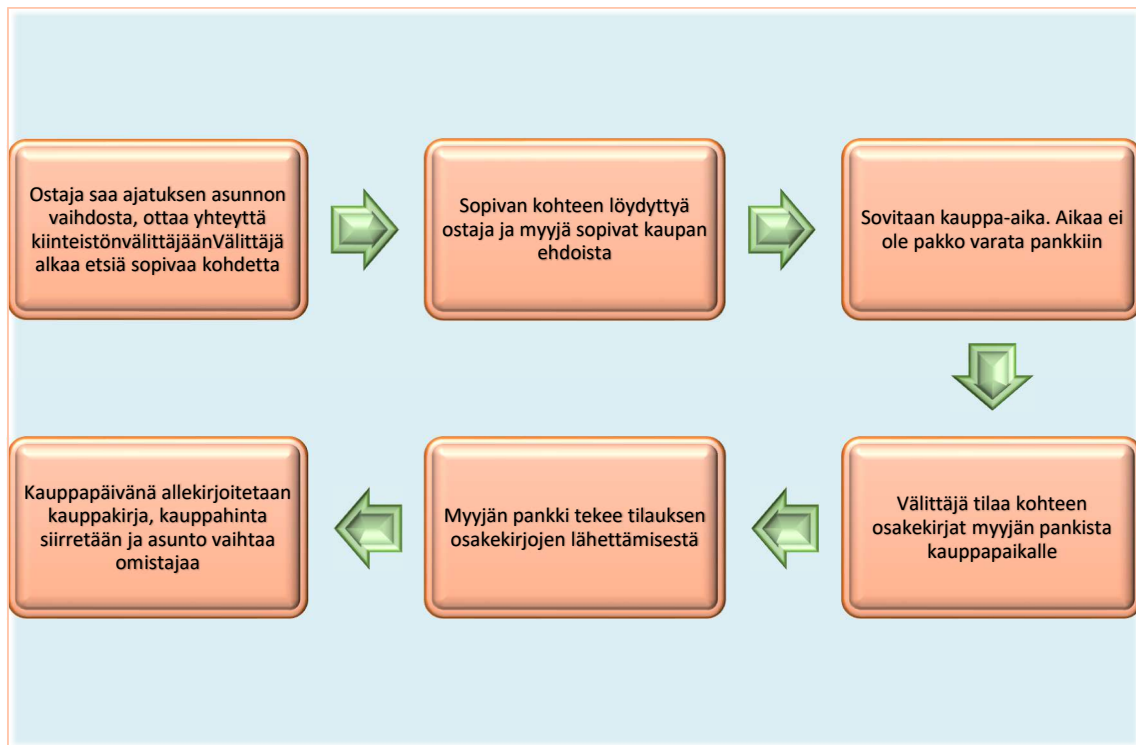 Ostaja saa ajatuksen asunnon
vaihdosta, ottaa yhteyttä
kiinteistönvälittäjäänVälittäjä
alkaa etsiä sopivaa kohdetta
Sopivan kohteen löydyttyä
ostaja ja myyjä sopivat kaupan
ehdoista
Sovitaan kauppa-aika. Aikaa ei
ole pakko varata pankkiin
Välittäjä tilaa kohteen
osakekirjat myyjän pankista
kauppapaikalle
Myyjän pankki tekee tilauksen
osakekirjojen lähettämisestä
Kauppapäivänä allekirjoitetaan
kauppakirja, kauppahinta
siirretään ja asunto vaihtaa
omistajaa